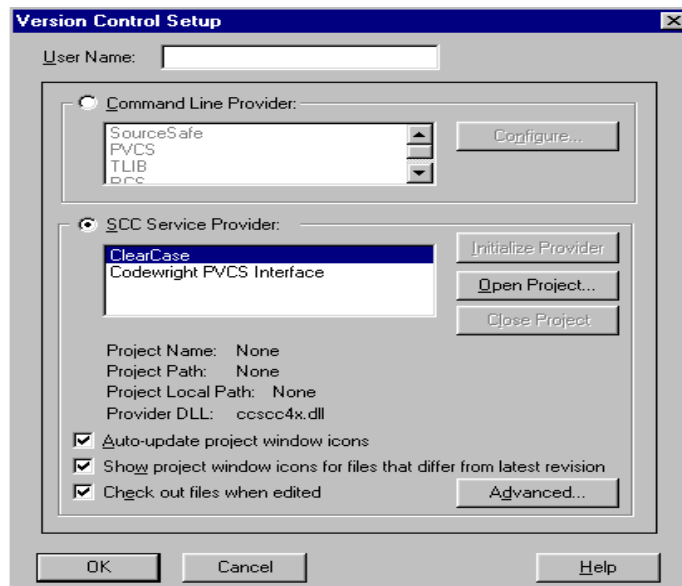 Version Control Setup
User Name:
Command Line Provider:
SourceSafe
PVCS
TLIB
RCS
Configure...
SCC Service Provider:
ClearCase
Codewright PVCS Interface
Initialize Provider
Open Project...
Close Project
Project Name: None
Project Path: None
Project Local Path: None
Provider DLL: ccscc4x.dll
Auto-update project window icons
Show project window icons for files that differ from latest revision
Check out files when edited
Advanced...
OK Cancel Help